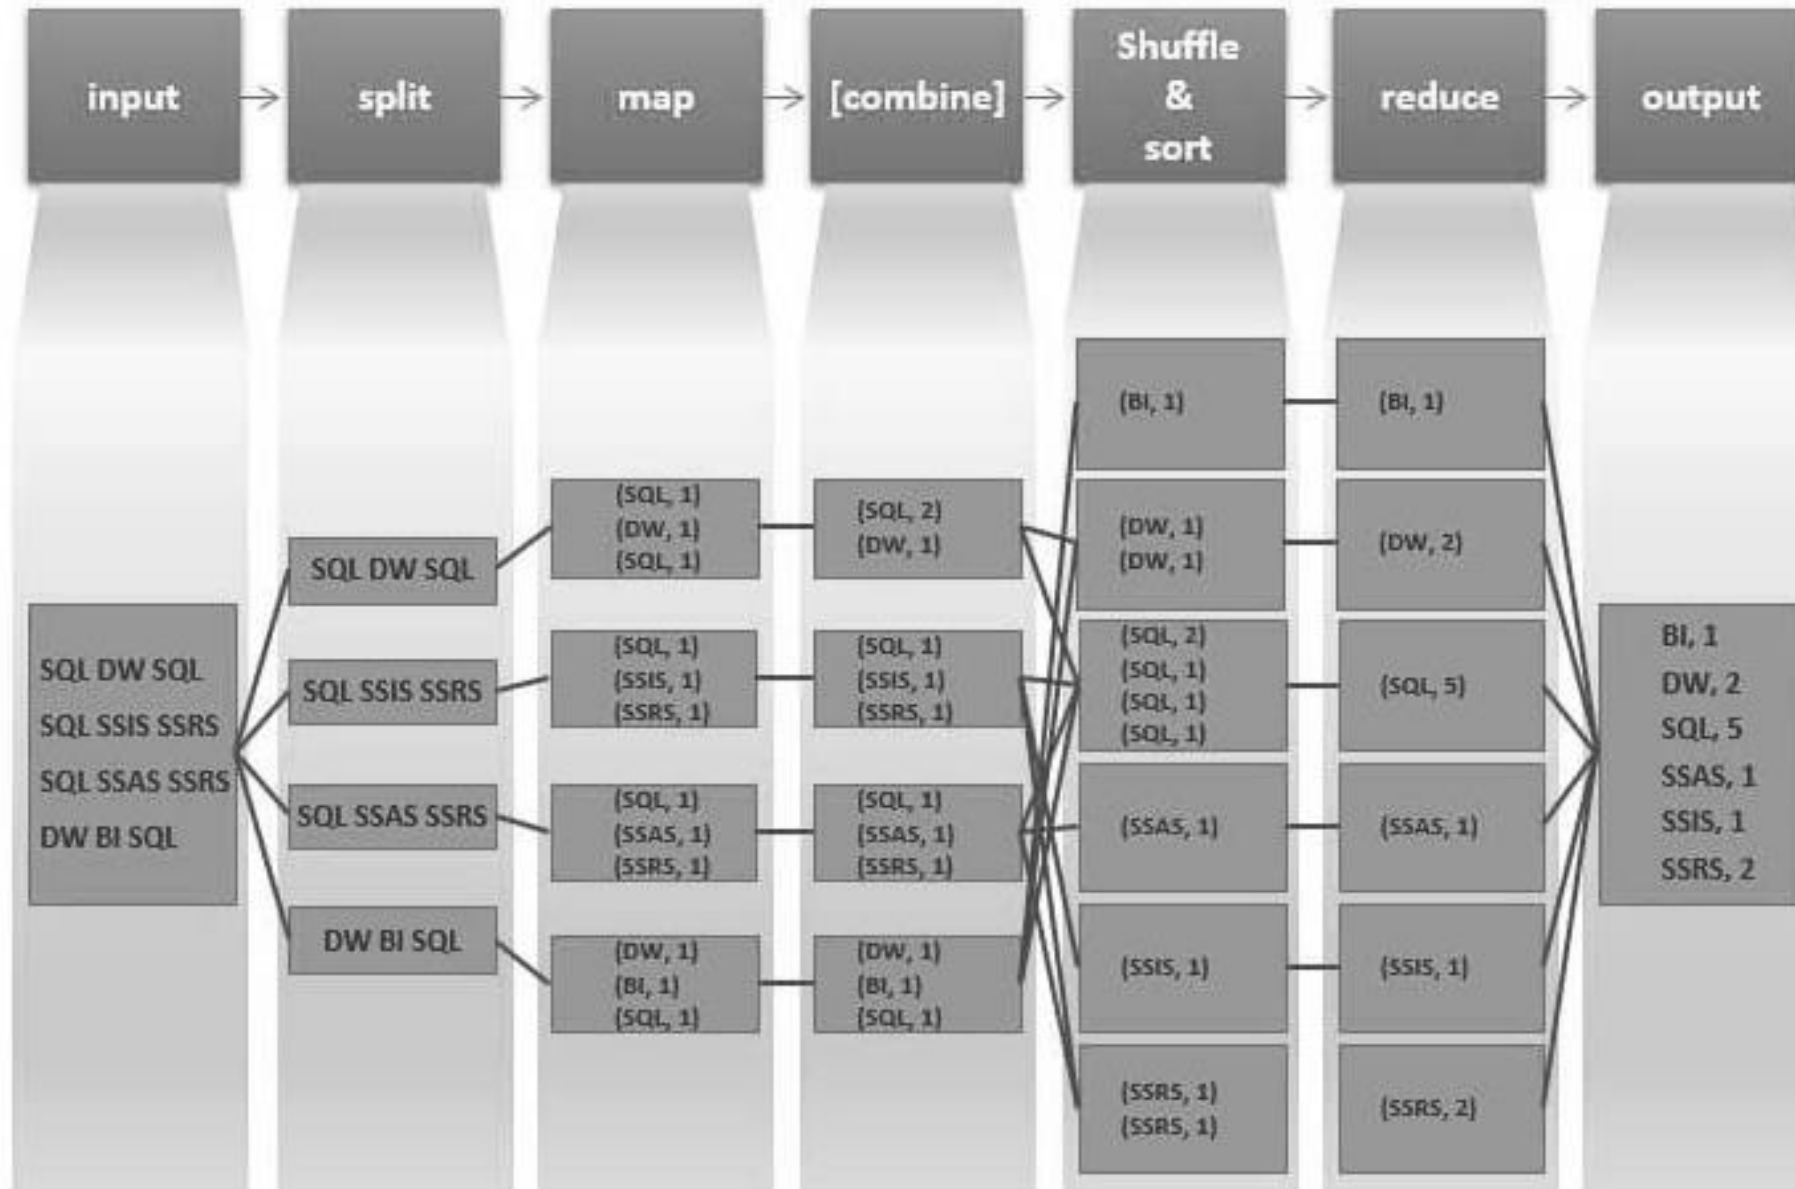 input
split
map
[combine]
Shuffle
&
sort
reduce
output
SQL DW SQL
SQL SSIS SSRS
SQL SSAS SSRS
DW BI SQL
SQL DW SQL
SQL SSIS SSRS
SQL SSAS SSRS
DW BI SQL
(SQL, 1)
(DW, 1)
(SQL, 1)
(SQL, 1)
(SSIS, 1)
(SSRS, 1)
(SQL, 1)
(SSAS, 1)
(SSRS, 1)
(DW, 1)
(BI, 1)
(SQL, 1)
(SQL, 2)
(DW, 1)
(SQL, 1)
(SSIS, 1)
(SSRS, 1)
(SQL, 1)
(SSAS, 1)
(SSRS, 1)
(DW, 1)
(BI, 1)
(SQL, 1)
(BI, 1)
(DW, 1)
(DW, 1)
(SQL, 2)
(SQL, 1)
(SQL, 1)
(SQL, 1)
(SSAS, 1)
(SSIS, 1)
(SSRS, 1)
(SSRS, 1)
(BI, 1)
(DW, 2)
(SQL, 5)
(SSAS, 1)
(SSIS, 1)
(SSRS, 2)
BI, 1
DW, 2
SQL, 5
SSAS, 1
SSIS, 1
SSRS, 2